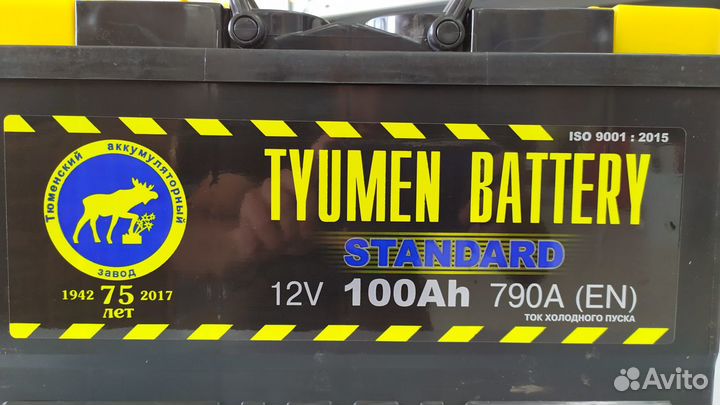 ISO 9001 : 2015
Тюменский аккумуляторный
завод
1942 75 2017
лет
TYUMEN BATTERY
STANDARD
12V 100Ah 790A (EN)
ТОК ХОЛОДНОГО ПУСКА
Avito